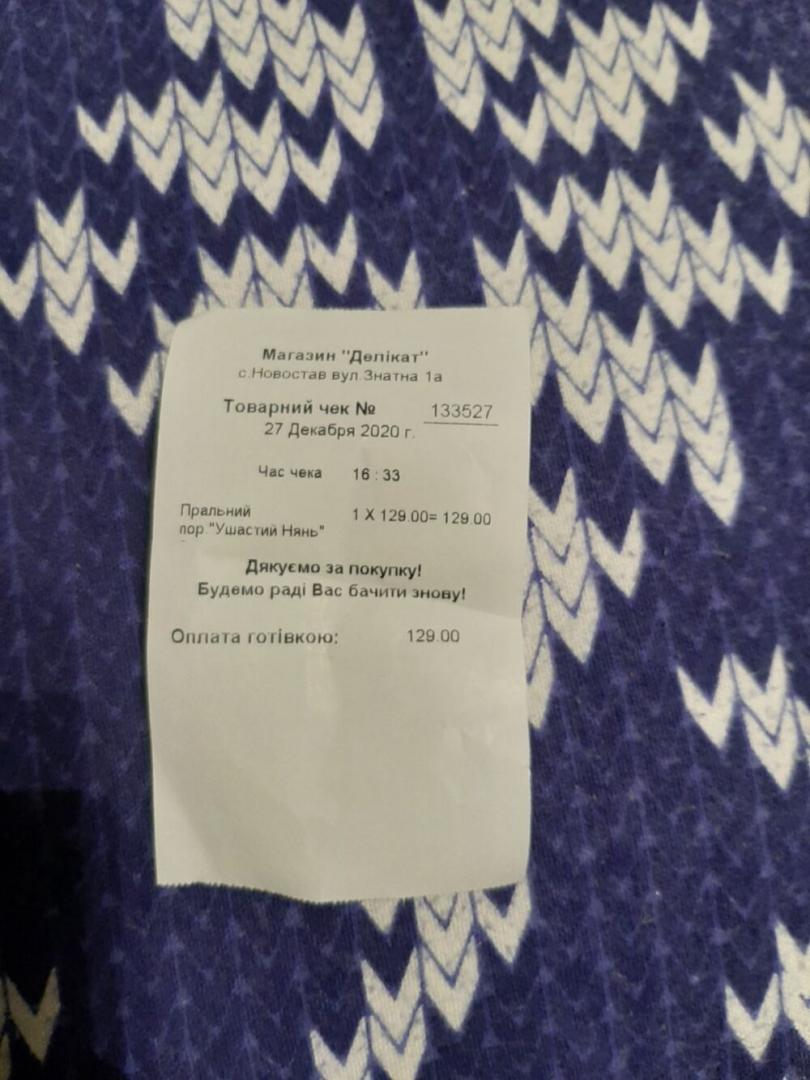 Магазин "Делікат"
с.Новостав вул.Знатна 1а
Товарний чек № 133527
27 Декабря 2020 г.
Час чека 16 : 33
Пральний 1 X 129.00= 129.00
пор."Ушастий Нянь"
Дякуємо за покупку!
Будемо раді Вас бачити знову!
Оплата готівкою: 129.00